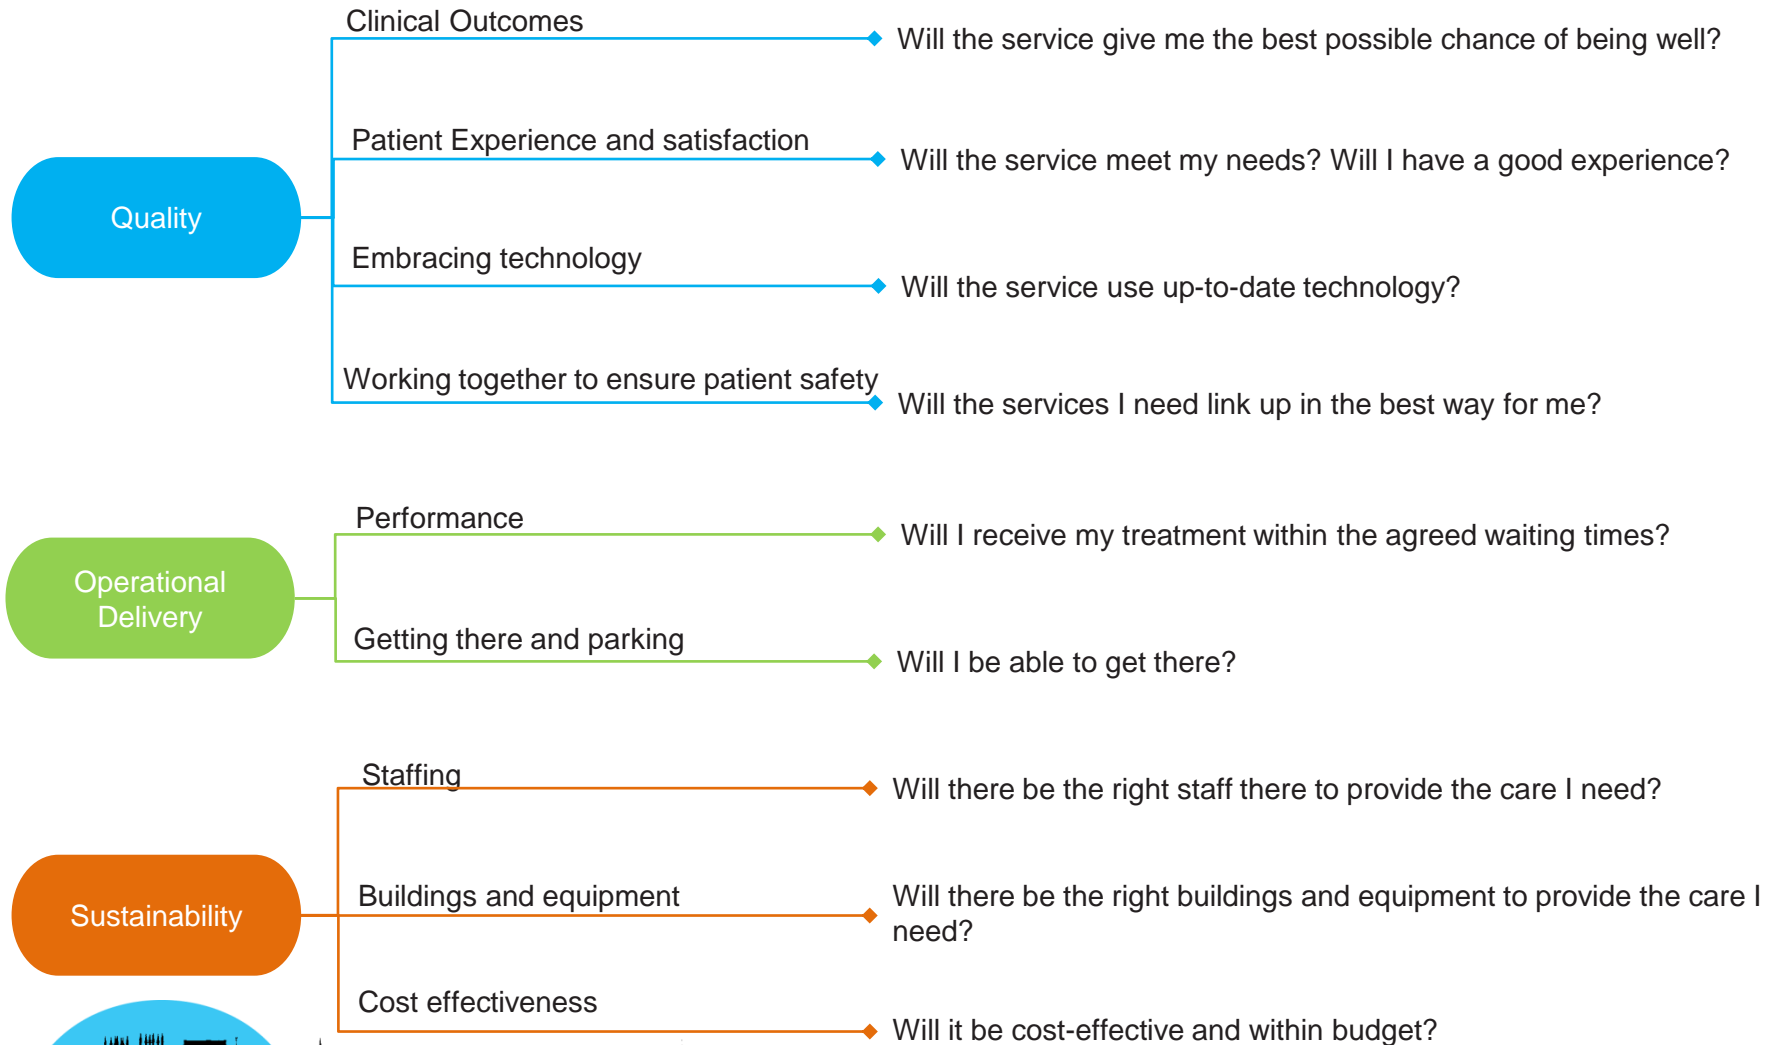 Clinical Outcomes
Will the service give me the best possible chance of being well?
Patient Experience and satisfaction
Will the service meet my needs? Will I have a good experience?
Quality
Embracing technology
Will the service use up-to-date technology?
Working together to ensure patient safety
Will the services I need link up in the best way for me?
Performance
Will I receive my treatment within the agreed waiting times?
Operational
Delivery
Getting there and parking
Will I be able to get there?
Staffing
Will there be the right staff there to provide the care I need?
Sustainability
Buildings and equipment
Will there be the right buildings and equipment to provide the care I
need?
Cost effectiveness
Will it be cost-effective and within budget?